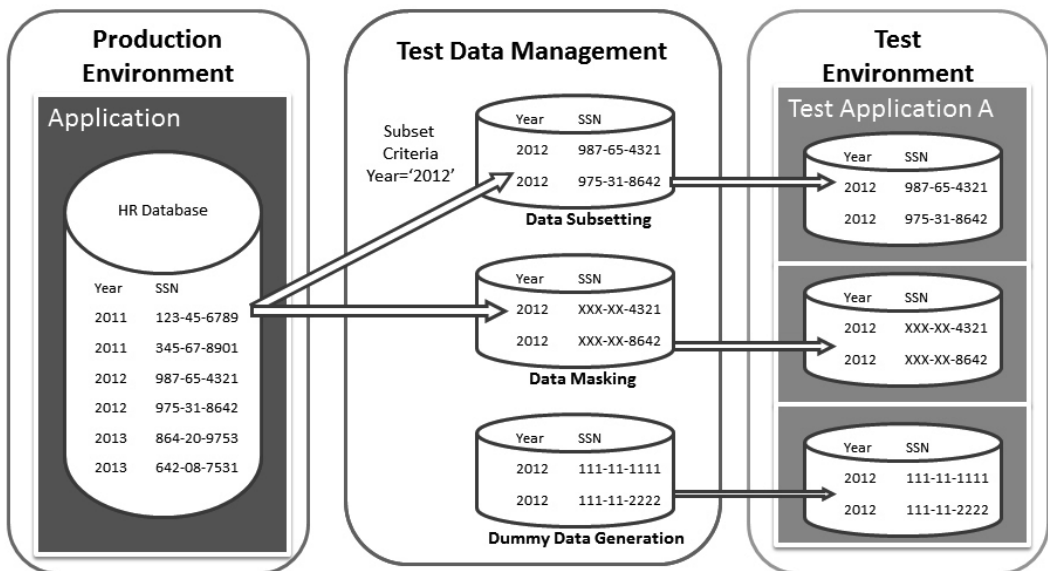 Production
Environment
Application
HR Database
Year SSN
2011 123-45-6789
2011 345-67-8901
2012 987-65-4321
2012 975-31-8642
2013 864-20-9753
2013 642-08-7531
Test Data Management
Subset
Criteria
Year=‘2012’
Year SSN
2012 987-65-4321
2012 975-31-8642
Data Subsetting
Year SSN
2012 XXX-XX-4321
2012 XXX-XX-8642
Data Masking
Year SSN
2012 111-11-1111
2012 111-11-2222
Dummy Data Generation
Test
Environment
Test Application A
Year SSN
2012 987-65-4321
2012 975-31-8642
Year SSN
2012 XXX-XX-4321
2012 XXX-XX-8642
Year SSN
2012 111-11-1111
2012 111-11-2222